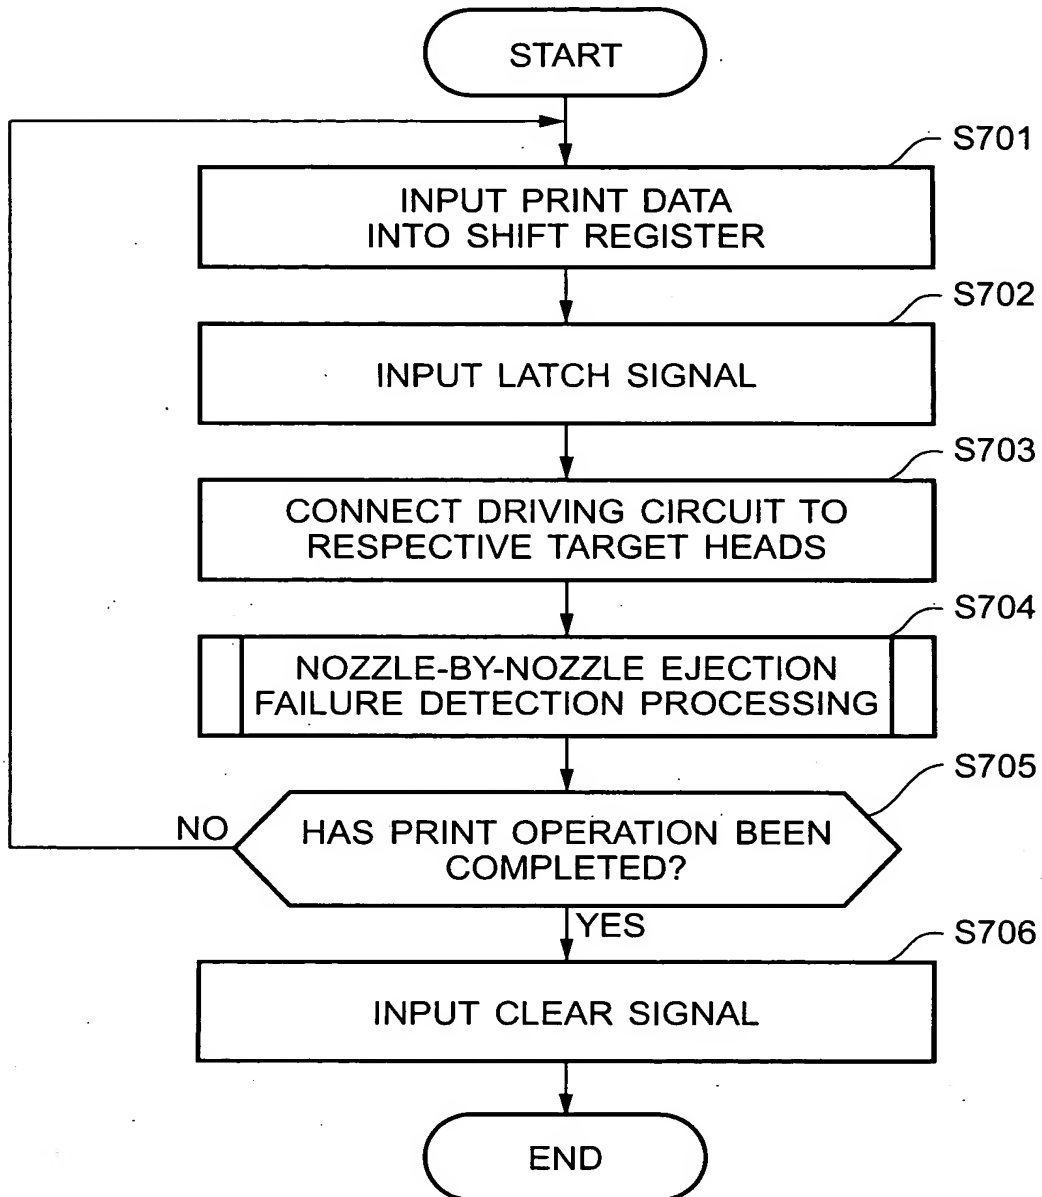 START
S701
INPUT PRINT DATA
INTO SHIFT REGISTER
S702
INPUT LATCH SIGNAL
S703
CONNECT DRIVING CIRCUIT TO
RESPECTIVE TARGET HEADS
S704
NOZZLE-BY-NOZZLE EJECTION
FAILURE DETECTION PROCESSING
S705
NO
HAS PRINT OPERATION BEEN
COMPLETED?
YES
S706
INPUT CLEAR SIGNAL
END